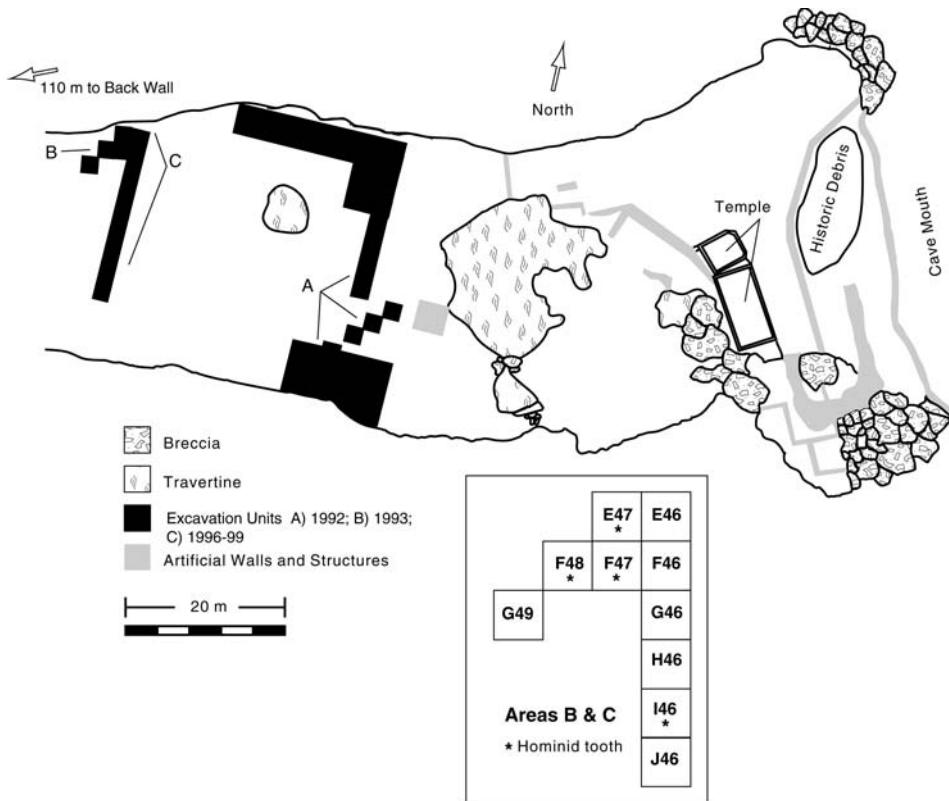 110 m to Back Wall
North
B
C
A
Temple
Historic Debris
Cave Mouth
Breccia
Travertine
Excavation Units A) 1992; B) 1993;
C) 1996-99
Artificial Walls and Structures
20 m
E47 E46
*
F48 F47 F46
* *
G49 G46
H46
I46
*
J46
Areas B & C
* Hominid tooth